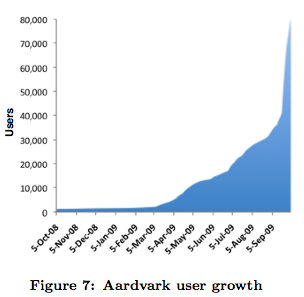 80,000
70,000
60,000
50,000
40,000
30,000
20,000
10,000
0
Users
5-Oct-08
5-Nov-08
5-Dec-08
5-Jan-09
5-Feb-09
5-Mar-09
5-Apr-09
5-May-09
5-Jun-09
5-Jul-09
5-Aug-09
5-Sep-09
Figure 7: Aardvark user growth